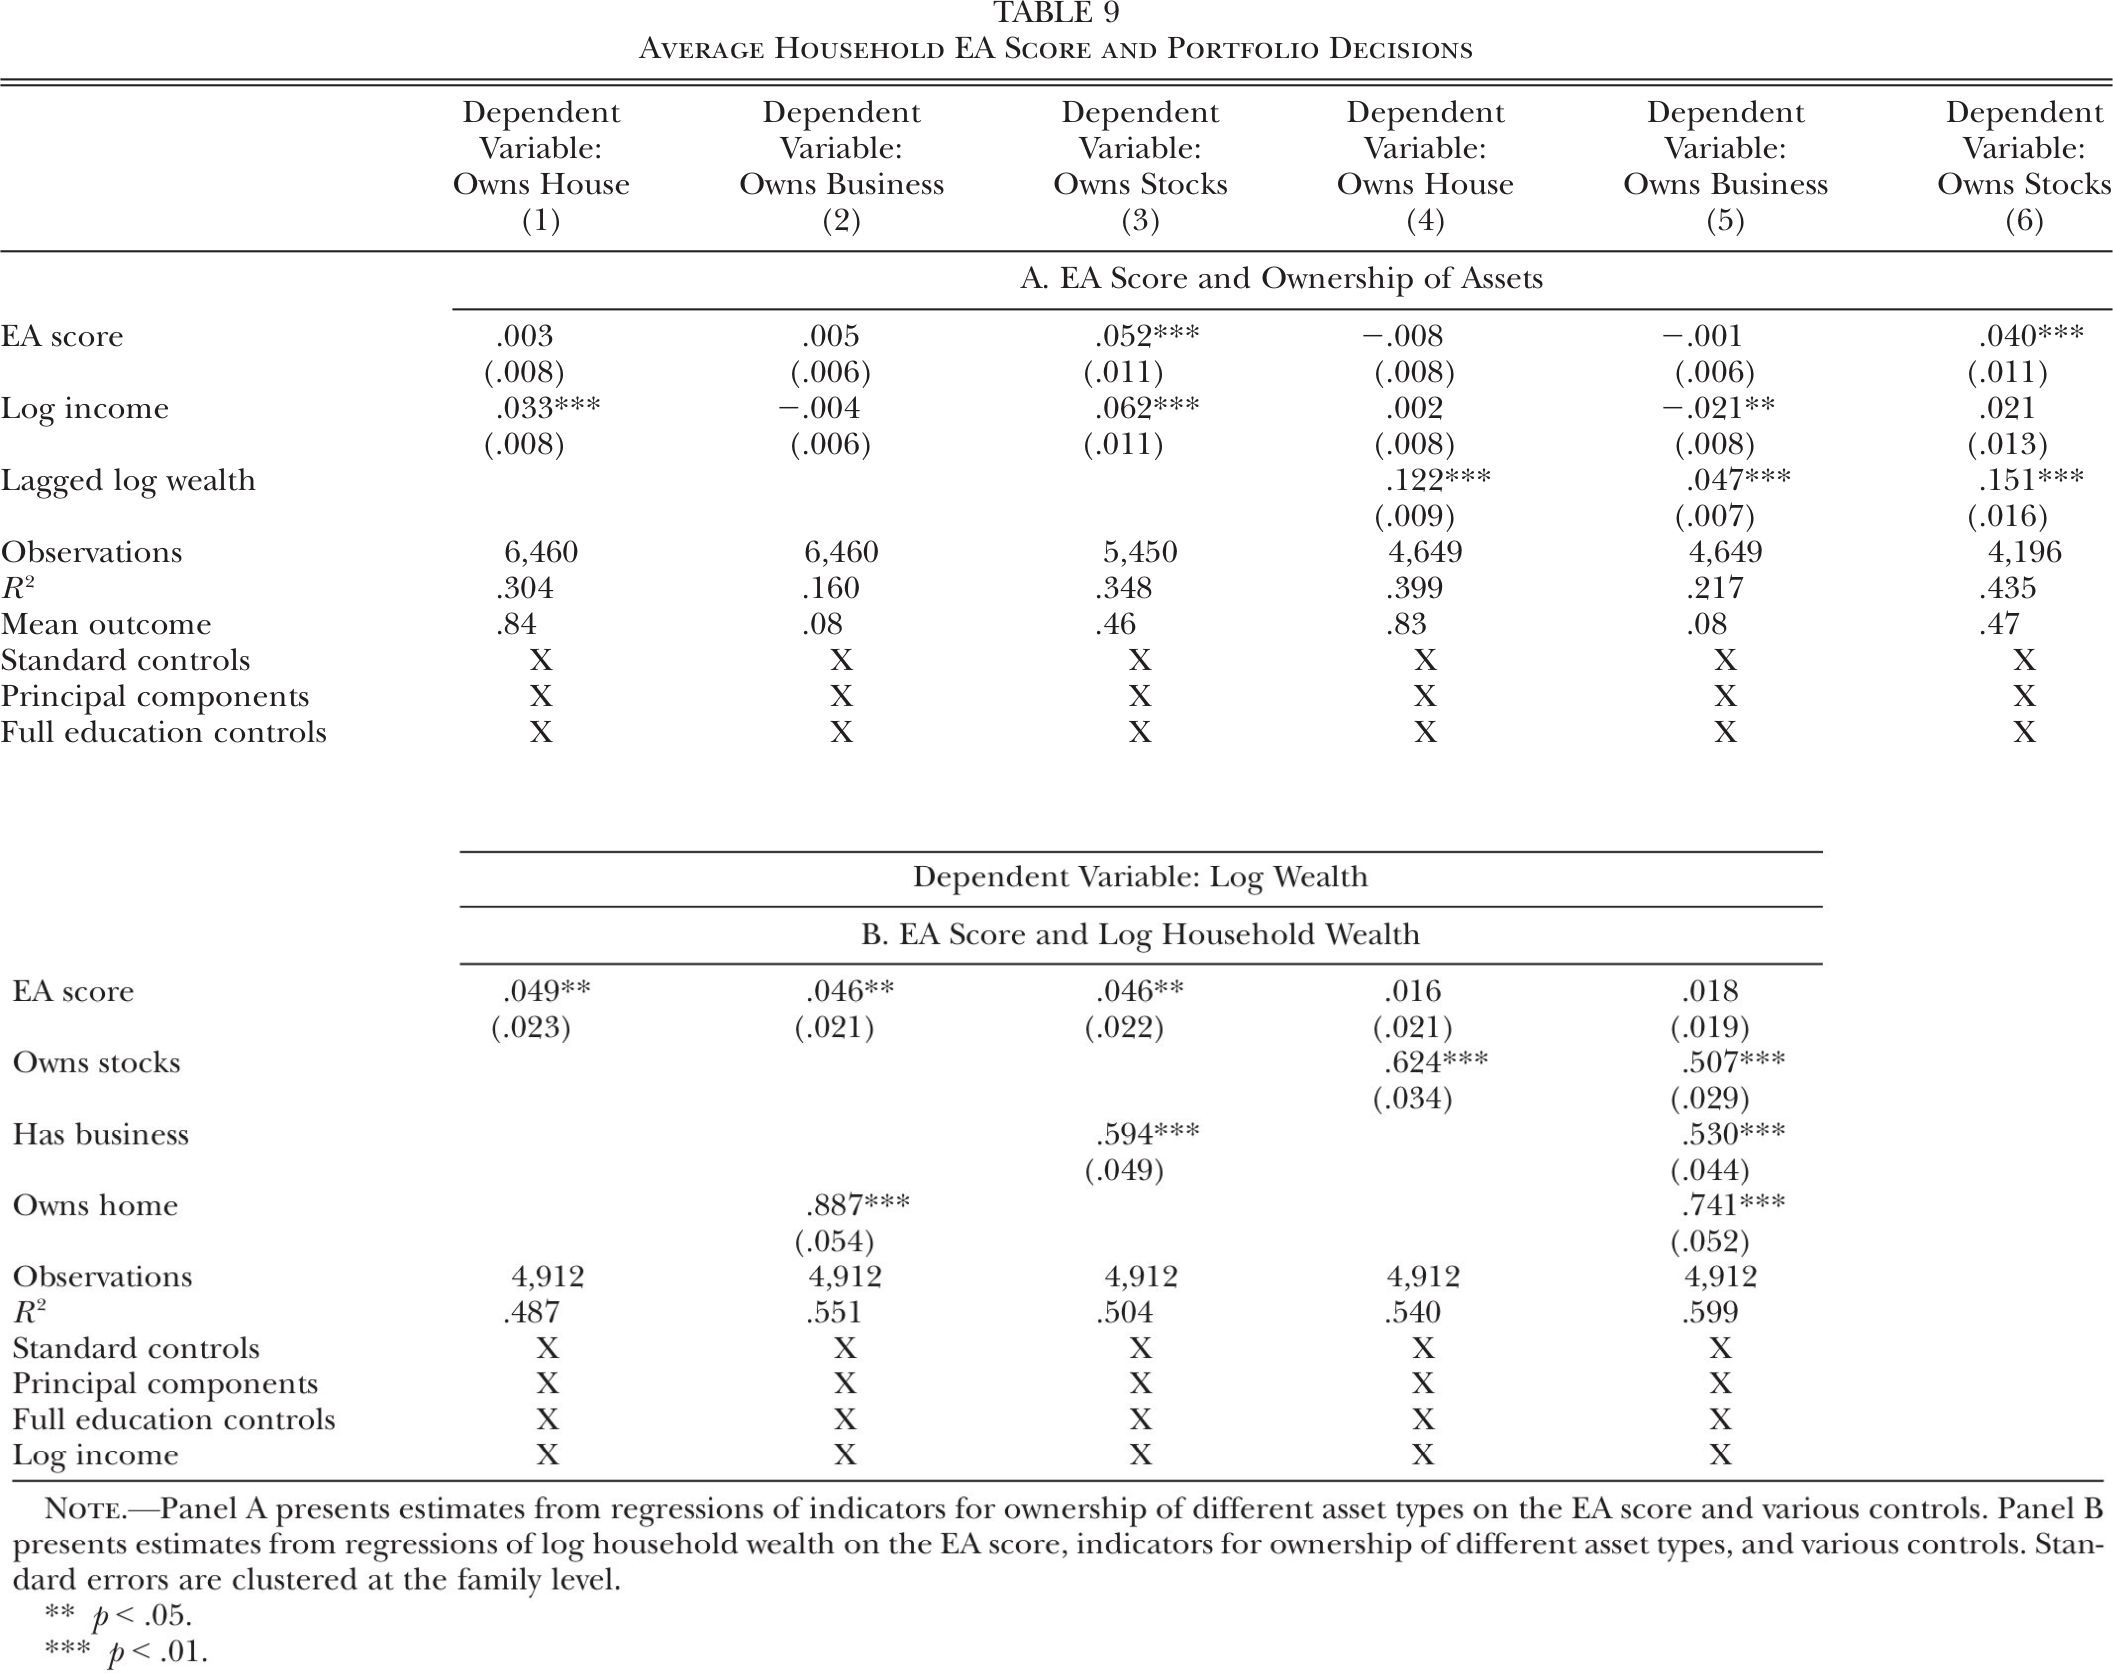 TABLE 9
Average Household EA Score and Portfolio Decisions
Dependent Dependent Dependent Dependent Dependent Dependent
Variable: Variable: Variable: Variable: Variable: Variable:
Owns House Owns Business Owns Stocks Owns House Owns Business Owns Stocks
(1) (2) (3) (4) (5) (6)
A. EA Score and Ownership of Assets
EA score .003 .005 .052*** −.008 −.001 .040***
(.008) (.006) (.011) (.008) (.006) (.011)
Log income .033*** −.004 .062*** .002 −.021** .021
(.008) (.006) (.011) (.008) (.008) (.013)
Lagged log wealth .122*** .047*** .151***
(.009) (.007) (.016)
Observations 6,460 6,460 5,450 4,649 4,649 4,196
R² .304 .160 .348 .399 .217 .435
Mean outcome .84 .08 .46 .83 .08 .47
Standard controls X X X X X X
Principal components X X X X X X
Full education controls X X X X X X
Dependent Variable: Log Wealth
B. EA Score and Log Household Wealth
EA score .049** .046** .046** .016 .018
(.023) (.021) (.022) (.021) (.019)
Owns stocks .624*** .507***
(.034) (.029)
Has business .594*** .530***
(.049) (.044)
Owns home .887*** .741***
(.054) (.052)
Observations 4,912 4,912 4,912 4,912 4,912
R² .487 .551 .504 .540 .599
Standard controls X X X X X
Principal components X X X X X
Full education controls X X X X X
Log income X X X X X
Note.—Panel A presents estimates from regressions of indicators for ownership of different asset types on the EA score and various controls. Panel B
presents estimates from regressions of log household wealth on the EA score, indicators for ownership of different asset types, and various controls. Stan-
dard errors are clustered at the family level.
** p < .05.
*** p < .01.